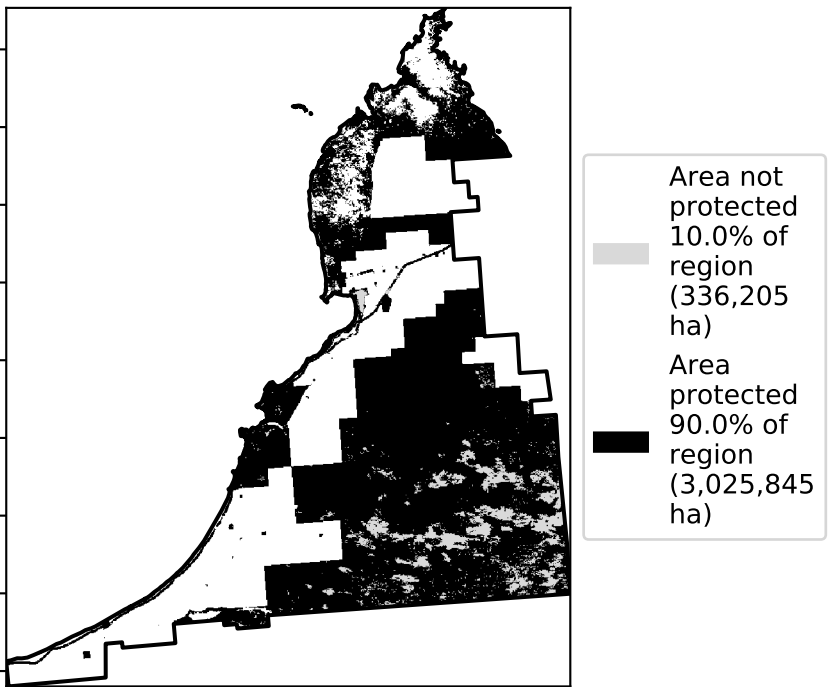 Area not
protected
10.0% of
region
(336,205
ha)
Area
protected
90.0% of
region
(3,025,845
ha)